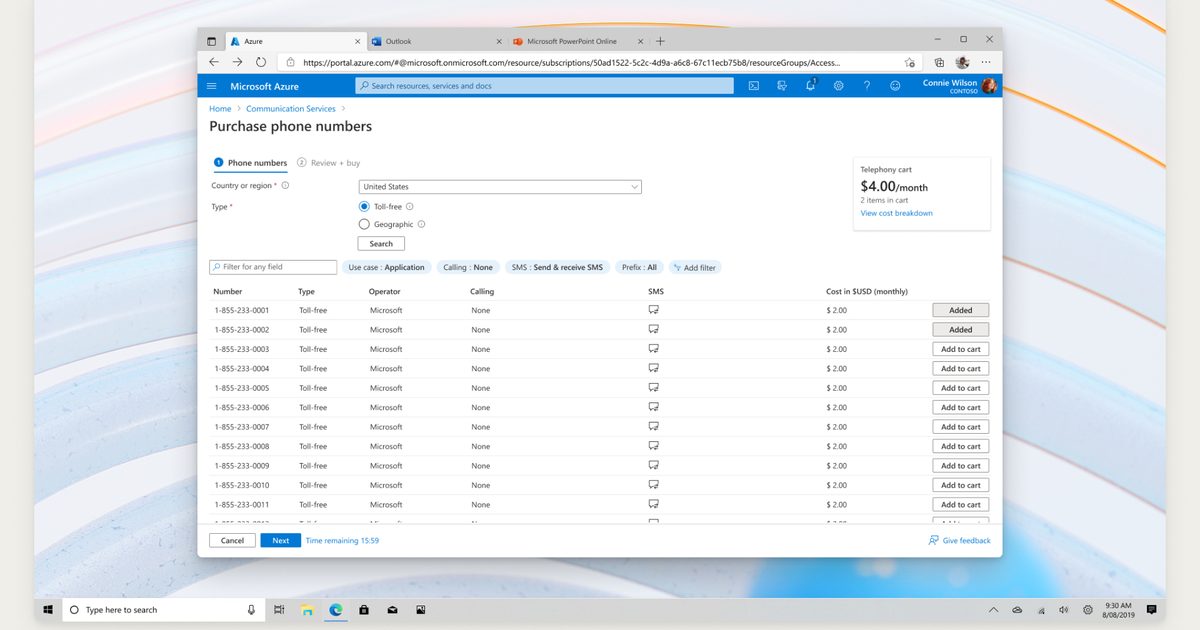 Azure
Outlook
Microsoft PowerPoint Online
https://portal.azure.com/#@microsoft.onmicrosoft.com/resource/subscriptions/50ad1522-5c2c-4d9a-a6c8-67c11ecb75b8/resourceGroups/Access...
Microsoft Azure
Search resources, services and docs
1
Connie Wilson
CONTOSO
Home > Communication Services >
Purchase phone numbers
1 Phone numbers 2 Review + buy
Country or region * United States
Type * Toll-free
Geographic
Search
Telephony cart
$4.00/month
2 items in cart
View cost breakdown
Filter for any field Use case : Application Calling : None SMS : Send & receive SMS Prefix : All Add filter
Number Type Operator Calling SMS Cost in $USD (monthly)
1-855-233-0001 Toll-free Microsoft None $ 2.00 Added
1-855-233-0002 Toll-free Microsoft None $ 2.00 Added
1-855-233-0003 Toll-free Microsoft None $ 2.00 Add to cart
1-855-233-0004 Toll-free Microsoft None $ 2.00 Add to cart
1-855-233-0005 Toll-free Microsoft None $ 2.00 Add to cart
1-855-233-0006 Toll-free Microsoft None $ 2.00 Add to cart
1-855-233-0007 Toll-free Microsoft None $ 2.00 Add to cart
1-855-233-0008 Toll-free Microsoft None $ 2.00 Add to cart
1-855-233-0009 Toll-free Microsoft None $ 2.00 Add to cart
1-855-233-0010 Toll-free Microsoft None $ 2.00 Add to cart
1-855-233-0011 Toll-free Microsoft None $ 2.00 Add to cart
Cancel Next Time remaining 15:59 Give feedback
Type here to search
9:30 AM
8/08/2019